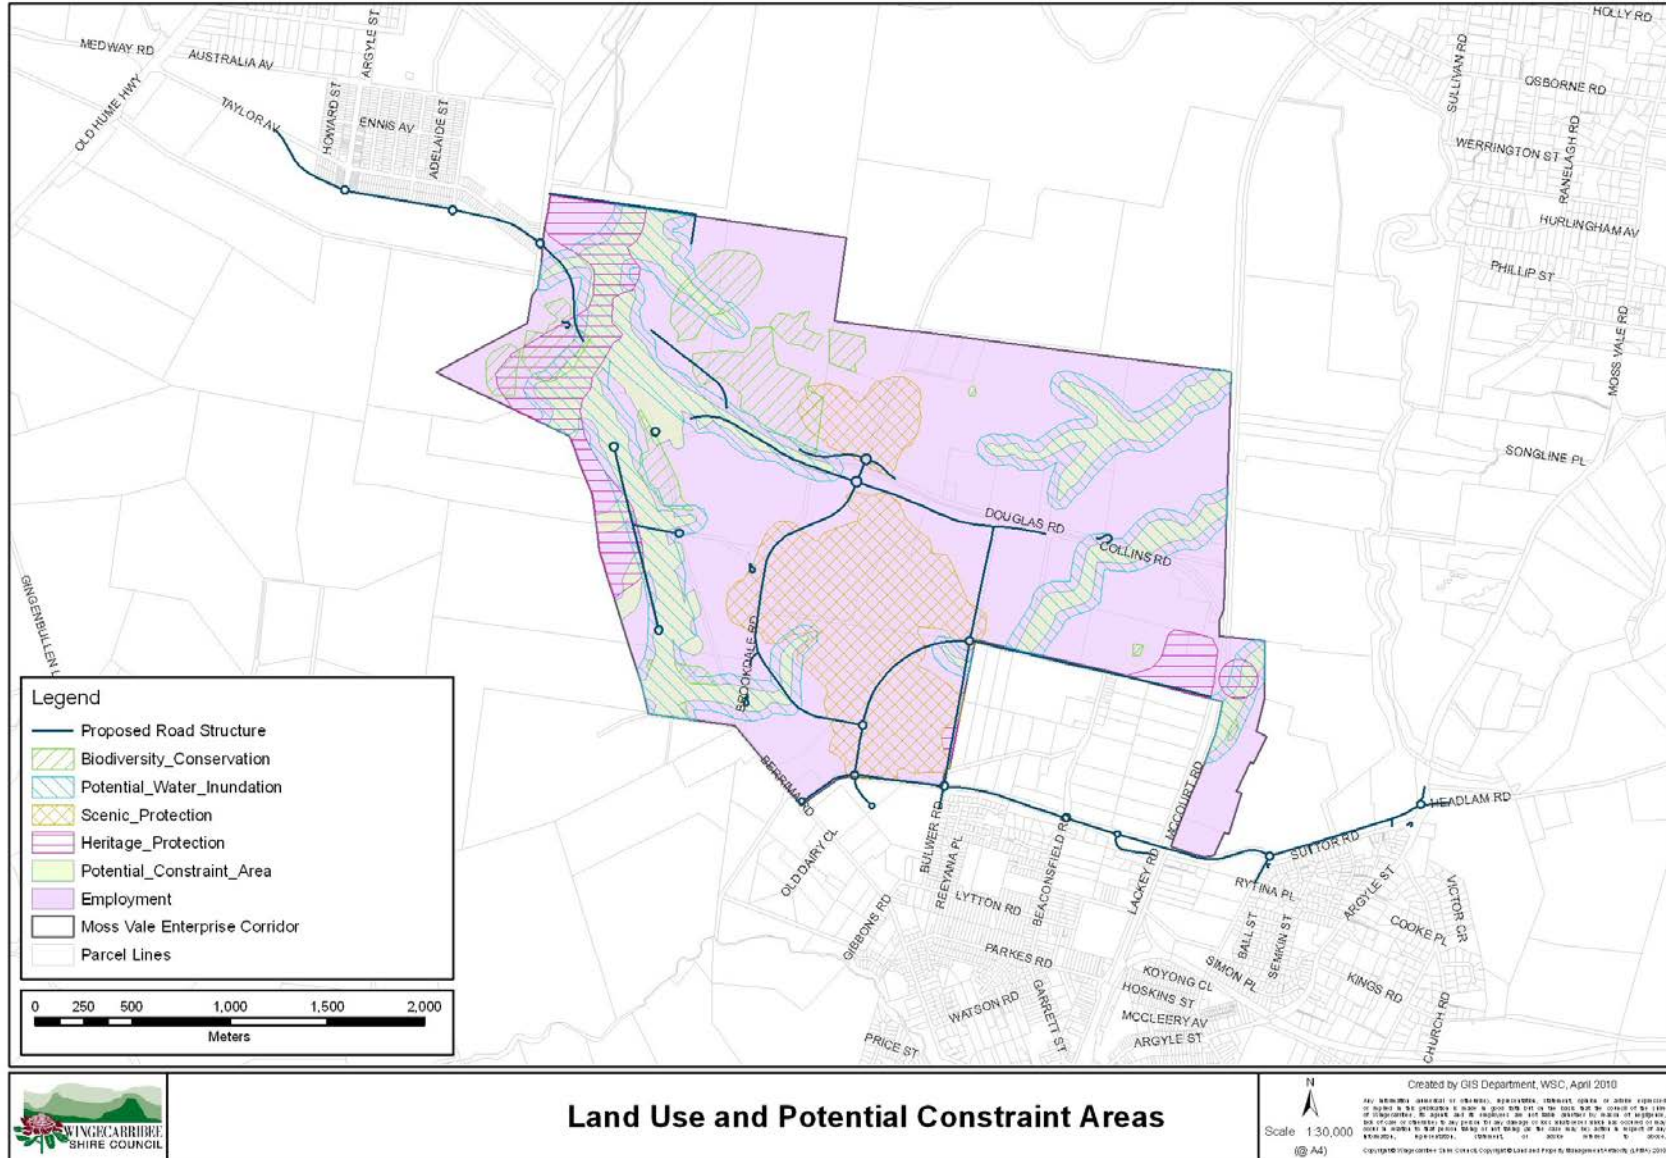 HOLLY RD
ARGYLE ST
MEDWAY RD
AUSTRALIA AV
SULLIVAN RD
OSBORNE RD
OLD HUME HWY
TAYLOR AV
HOWARD ST
ENNIS AV
ADELAIDE ST
WERRINGTON ST
RANELAGH RD
HURLINGHAM AV
PHILLIP ST
MOSS VALE RD
SONGLINE PL
DOUGLAS RD
COLLINS RD
GINGENBULLEN L
BROOKDALE RD
BERRIMA RD
MCCOURT RD
HEADLAM RD
OLD DAIRY CL
BULWER RD
REEYANA PL
BEACONSFIELD RD
LACKEY RD
SUTTOR RD
RYTINA PL
ARGYLE ST
VICTOR CR
COOKE PL
GIBBONS RD
LYTTON RD
BALL ST
SEMKIN ST
PARKES RD
SIMON PL
KOYONG CL
KINGS RD
HOSKINS ST
WATSON RD
GARRETT ST
MCCLEERY AV
CHURCH RD
PRICE ST
ARGYLE ST
Legend
Proposed Road Structure
Biodiversity_Conservation
Potential_Water_Inundation
Scenic_Protection
Heritage_Protection
Potential_Constraint_Area
Employment
Moss Vale Enterprise Corridor
Parcel Lines
0 250 500 1,000 1,500 2,000
Meters
WINGECARRIBEE
SHIRE COUNCIL
Land Use and Potential Constraint Areas
N
Scale 1:30,000
(@ A4)
Created by GIS Department, WSC, April 2010